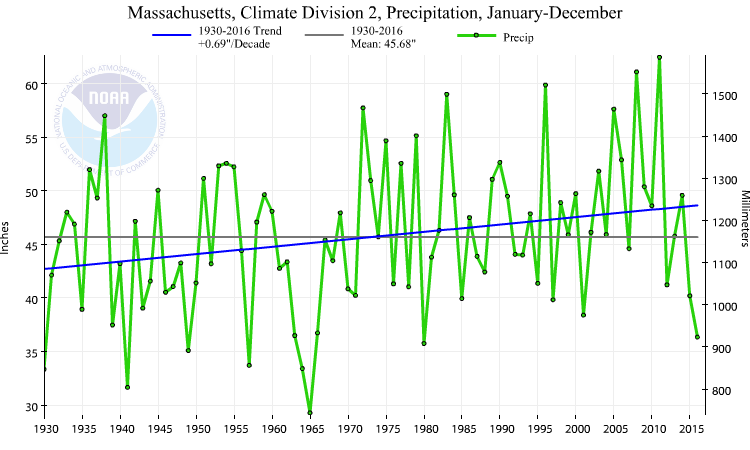 Massachusetts, Climate Division 2, Precipitation, January-December
1930-2016 Trend
+0.69"/Decade
1930-2016
Mean: 45.68"
Precip
NATIONAL OCEANIC AND ATMOSPHERIC ADMINISTRATION
NOAA
U.S. DEPARTMENT OF COMMERCE
Inches
60
55
50
45
40
35
30
Millimeters
1500
1400
1300
1200
1100
1000
900
800
1930 1935 1940 1945 1950 1955 1960 1965 1970 1975 1980 1985 1990 1995 2000 2005 2010 2015